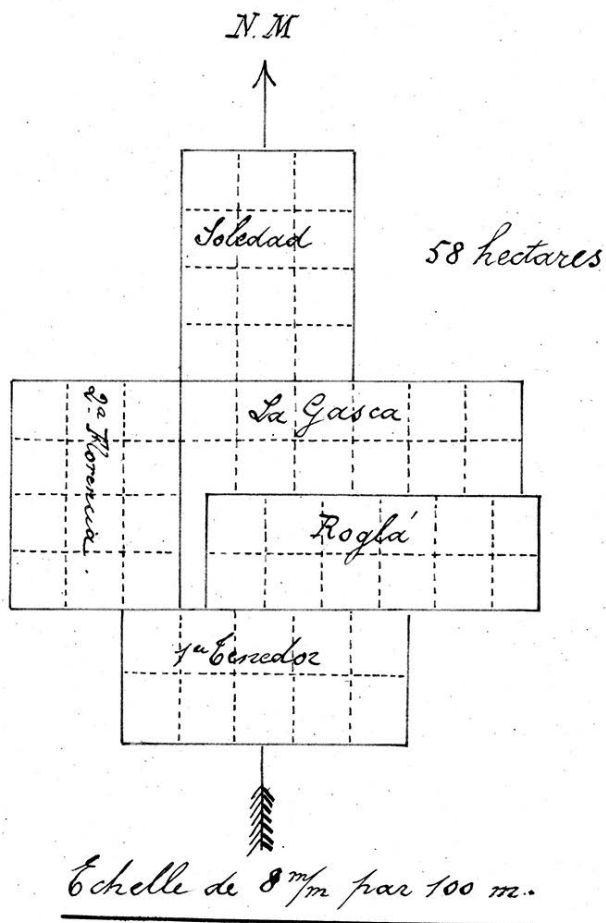 N. M
Soledad
58 hectares
2ª Florencia.
La Gasca
Roglá
1ª Tenedor
Echelle de 8 m/m par 100 m.